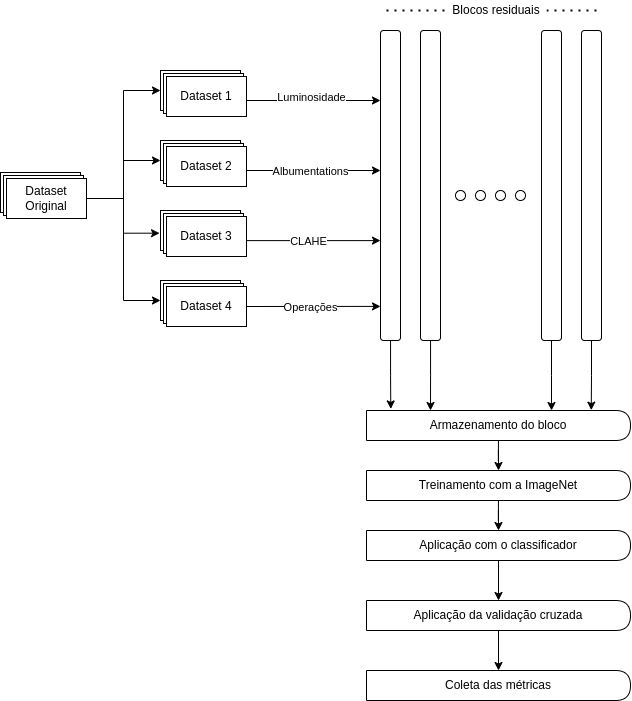 Blocos residuais
Dataset 1
Luminosidade
Dataset 2
Albumentations
Dataset
Original
Dataset 3
CLAHE
Dataset 4
Operações
Armazenamento do bloco
Treinamento com a ImageNet
Aplicação com o classificador
Aplicação da validação cruzada
Coleta das métricas